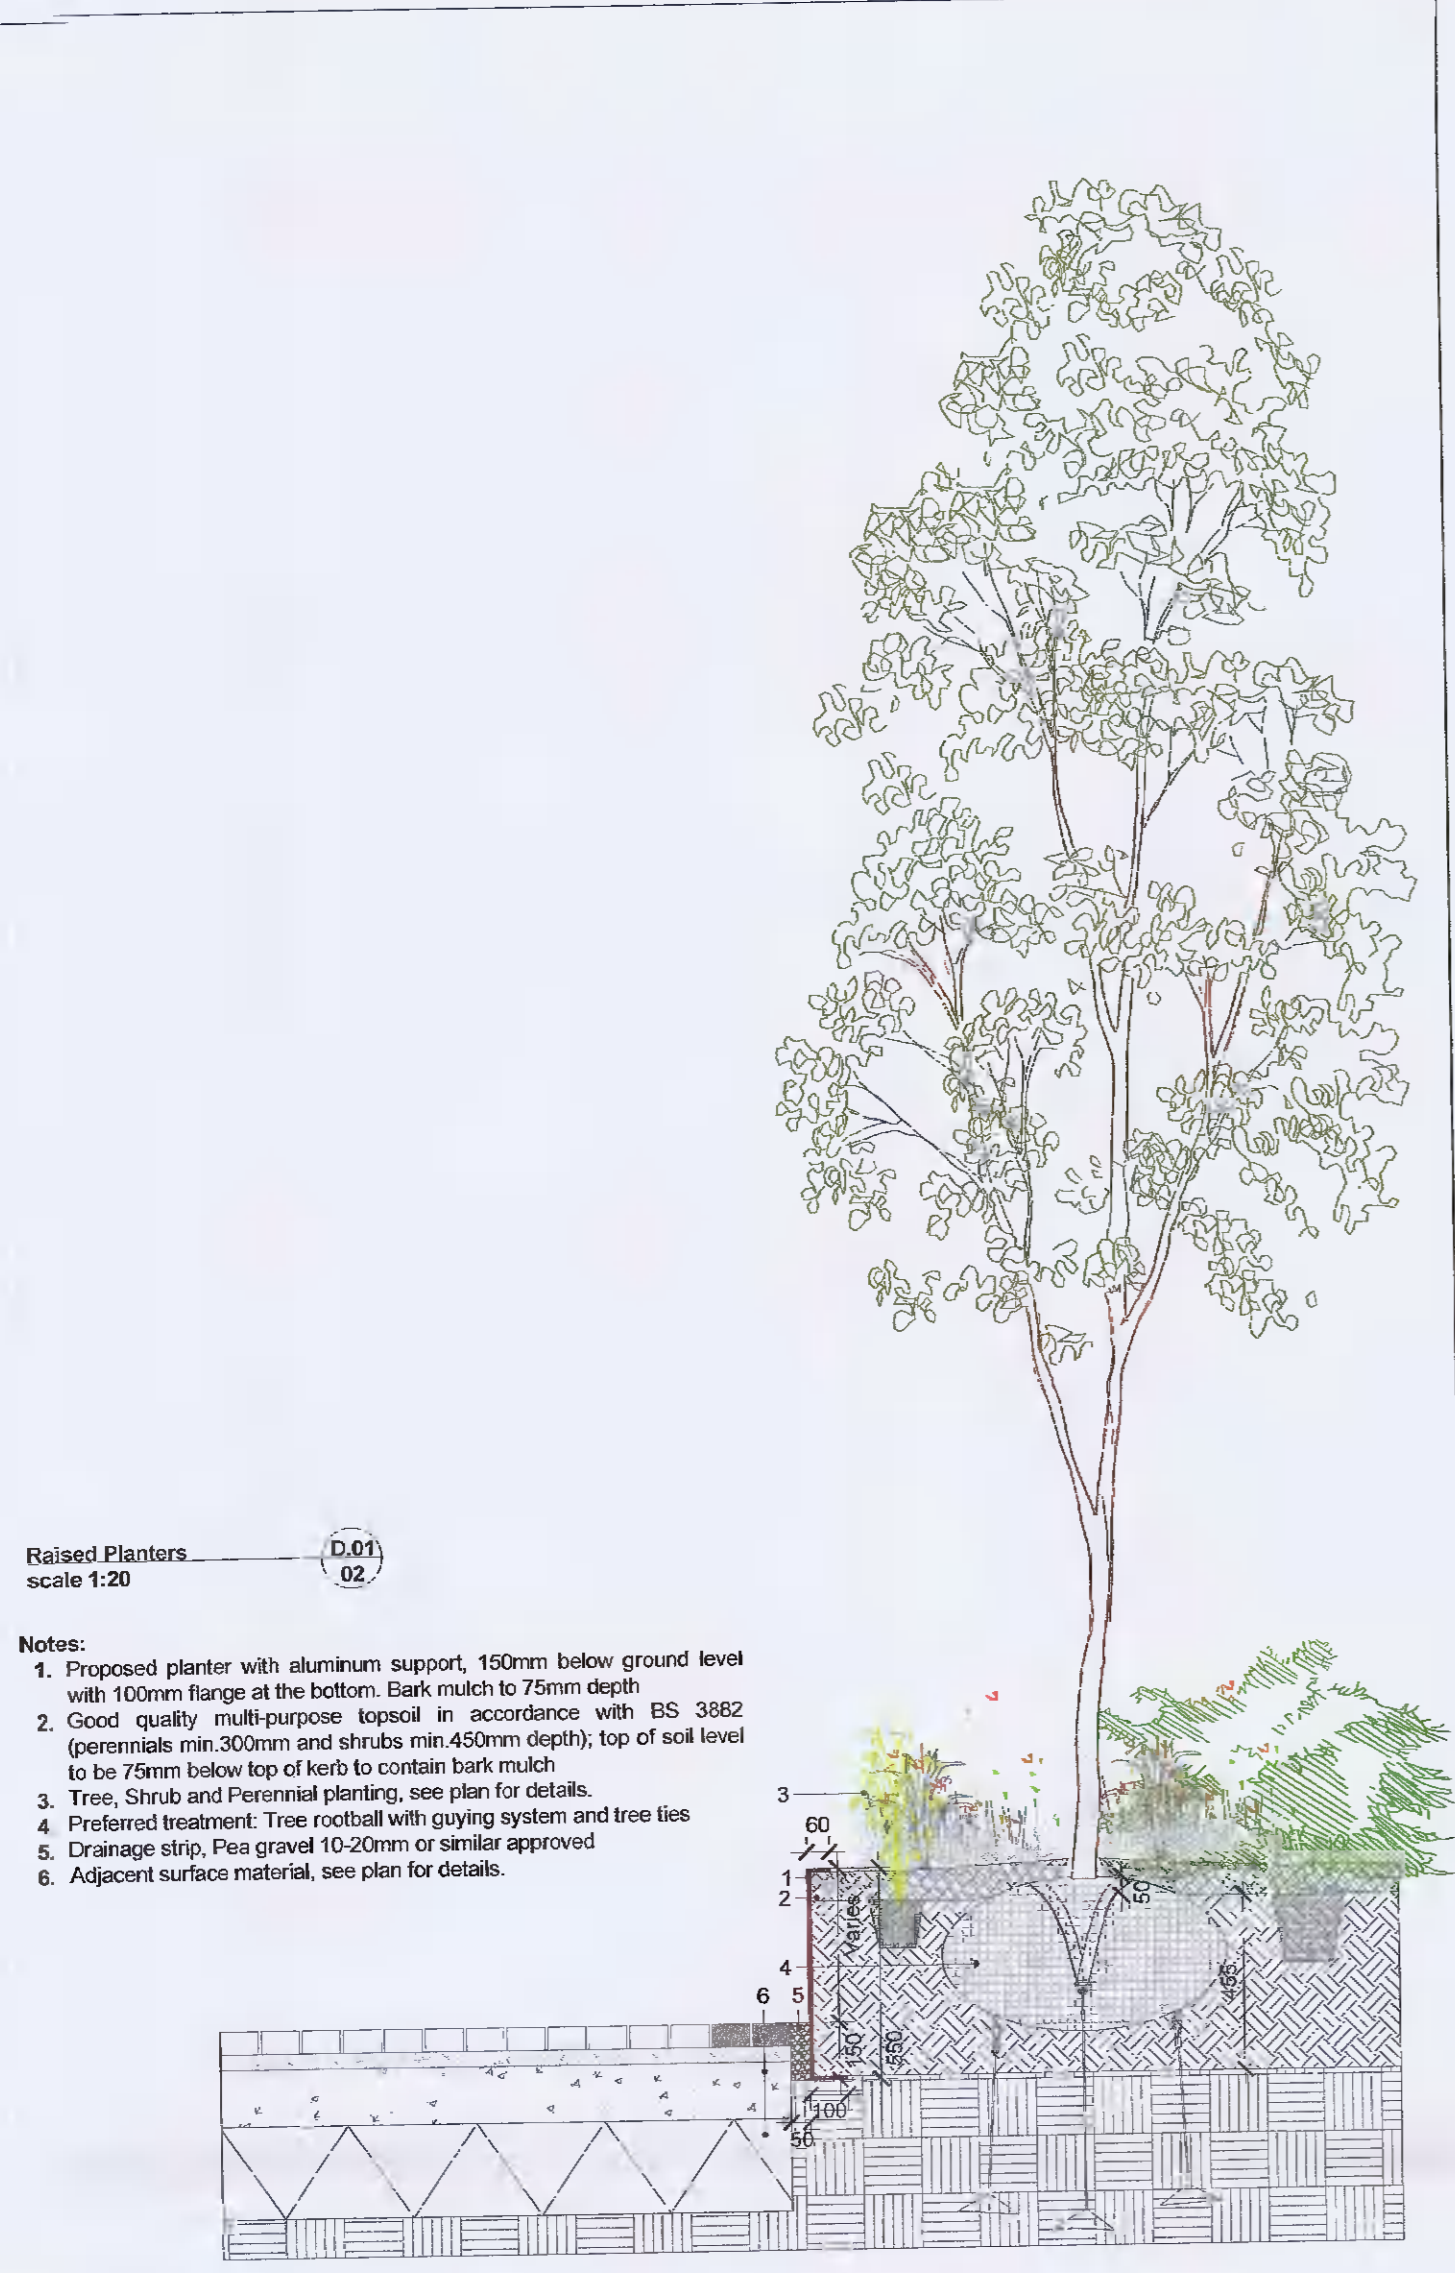 Raised Planters
scale 1:20
D.01
02
Notes:
1. Proposed planter with aluminum support, 150mm below ground level
with 100mm flange at the bottom. Bark mulch to 75mm depth
2. Good quality multi-purpose topsoil in accordance with BS 3882
(perennials min.300mm and shrubs min.450mm depth); top of soil level
to be 75mm below top of kerb to contain bark mulch
3. Tree, Shrub and Perennial planting, see plan for details.
4 Preferred treatment: Tree rootball with guying system and tree ties
5. Drainage strip, Pea gravel 10-20mm or similar approved
6. Adjacent surface material, see plan for details.
3
60
1
2
50
Varies
4
455
6 5
150
550
100
50